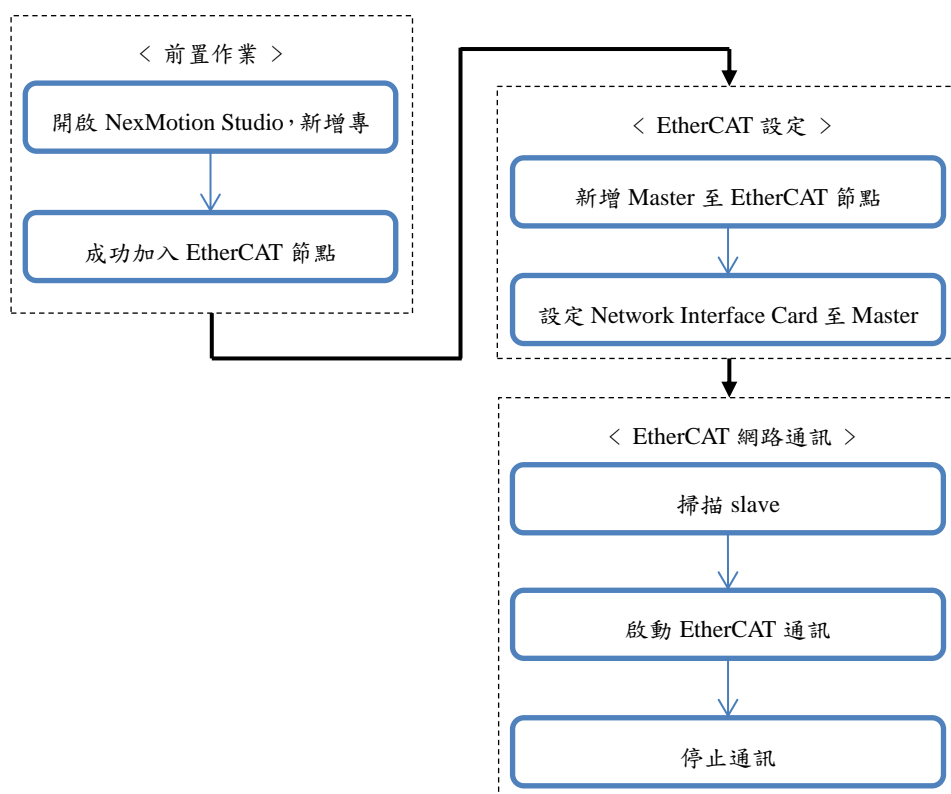 < 前置作業 >
開啟 NexMotion Studio，新增專
成功加入 EtherCAT 節點
< EtherCAT 設定 >
新增 Master 至 EtherCAT 節點
設定 Network Interface Card 至 Master
< EtherCAT 網路通訊 >
掃描 slave
啟動 EtherCAT 通訊
停止通訊